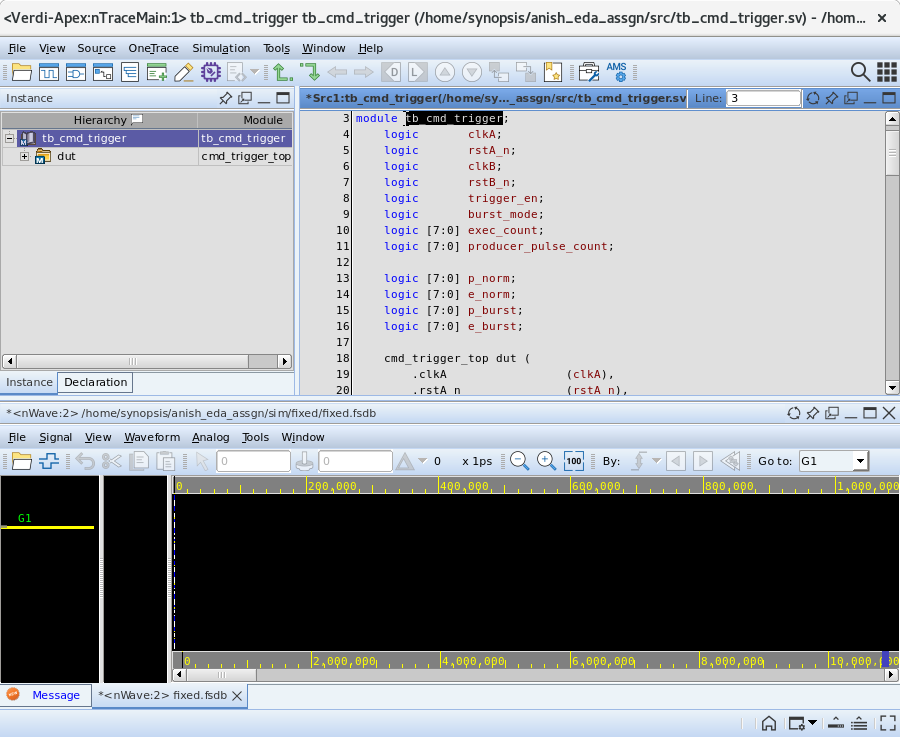 <Verdi-Apex:nTraceMain:1> tb_cmd_trigger tb_cmd_trigger (/home/synopsis/anish_eda_assgn/src/tb_cmd_trigger.sv) - /hom...
File View Source OneTrace Simulation Tools Window Help
D L AMS
Instance
*Src1:tb_cmd_trigger(/home/sy..._assgn/src/tb_cmd_trigger.sv Line: 3
Hierarchy Module
tb_cmd_trigger tb_cmd_trigger
dut cmd_trigger_top
3 module tb_cmd_trigger;
4 logic clkA;
5 logic rstA_n;
6 logic clkB;
7 logic rstB_n;
8 logic trigger_en;
9 logic burst_mode;
10 logic [7:0] exec_count;
11 logic [7:0] producer_pulse_count;
12
13 logic [7:0] p_norm;
14 logic [7:0] e_norm;
15 logic [7:0] p_burst;
16 logic [7:0] e_burst;
17
18 cmd_trigger_top dut (
19 .clkA (clkA),
20 .rstA_n (rstA_n),
Instance Declaration
*<nWave:2> /home/synopsis/anish_eda_assgn/sim/fixed/fixed.fsdb
File Signal View Waveform Analog Tools Window
0 0 0 x 1ps 100 By: Go to: G1
0 200,000 400,000 600,000 800,000 1,000,000
G1
0 2,000,000 4,000,000 6,000,000 8,000,000 10,000,000
Message *<nWave:2> fixed.fsdb